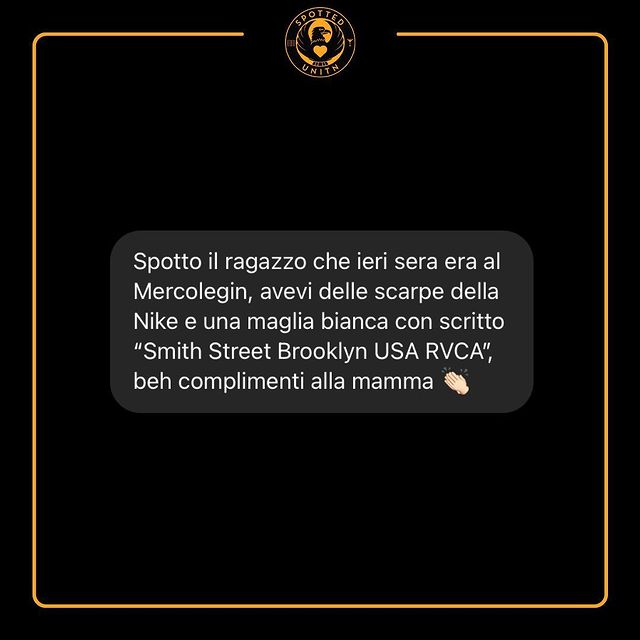 SPOTTED
UNITN
Spotto il ragazzo che ieri sera era al
Mercolegin, avevi delle scarpe della
Nike e una maglia bianca con scritto
“Smith Street Brooklyn USA RVCA”,
beh complimenti alla mamma 👏🏻